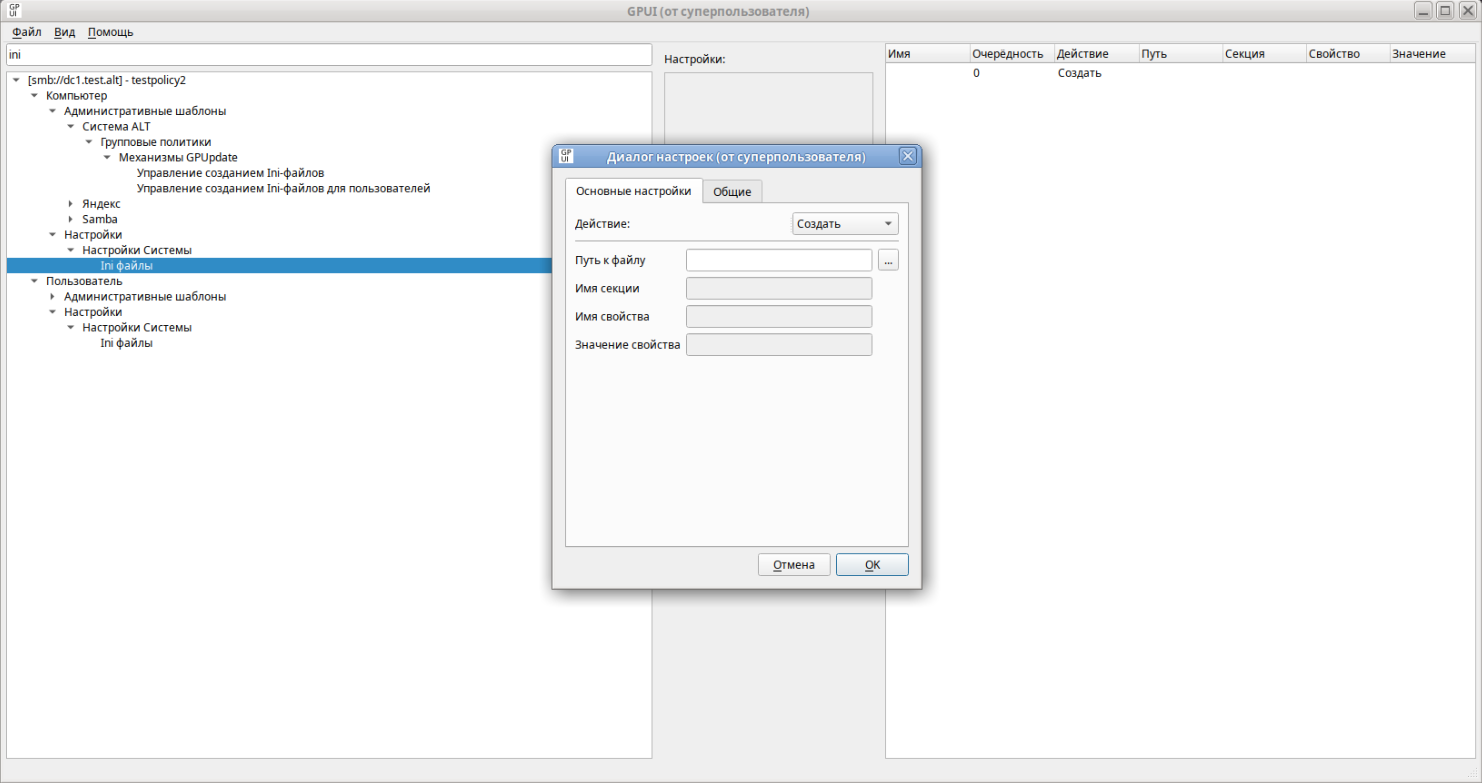 GP UI
GPUI (от суперпользователя)
Файл Вид Помощь
ini
[smb://dc1.test.alt] - testpolicy2
Компьютер
Административные шаблоны
Система ALT
Групповые политики
Механизмы GPUpdate
Управление созданием Ini-файлов
Управление созданием Ini-файлов для пользователей
Яндекс
Samba
Настройки
Настройки Системы
Ini файлы
Пользователь
Административные шаблоны
Настройки
Настройки Системы
Ini файлы
Настройки:
Имя Очерёдность Действие Путь Секция Свойство Значение
0 Создать
GP UI
Диалог настроек (от суперпользователя)
Основные настройки Общие
Действие: Создать
Путь к файлу ...
Имя секции
Имя свойства
Значение свойства
Отмена OK